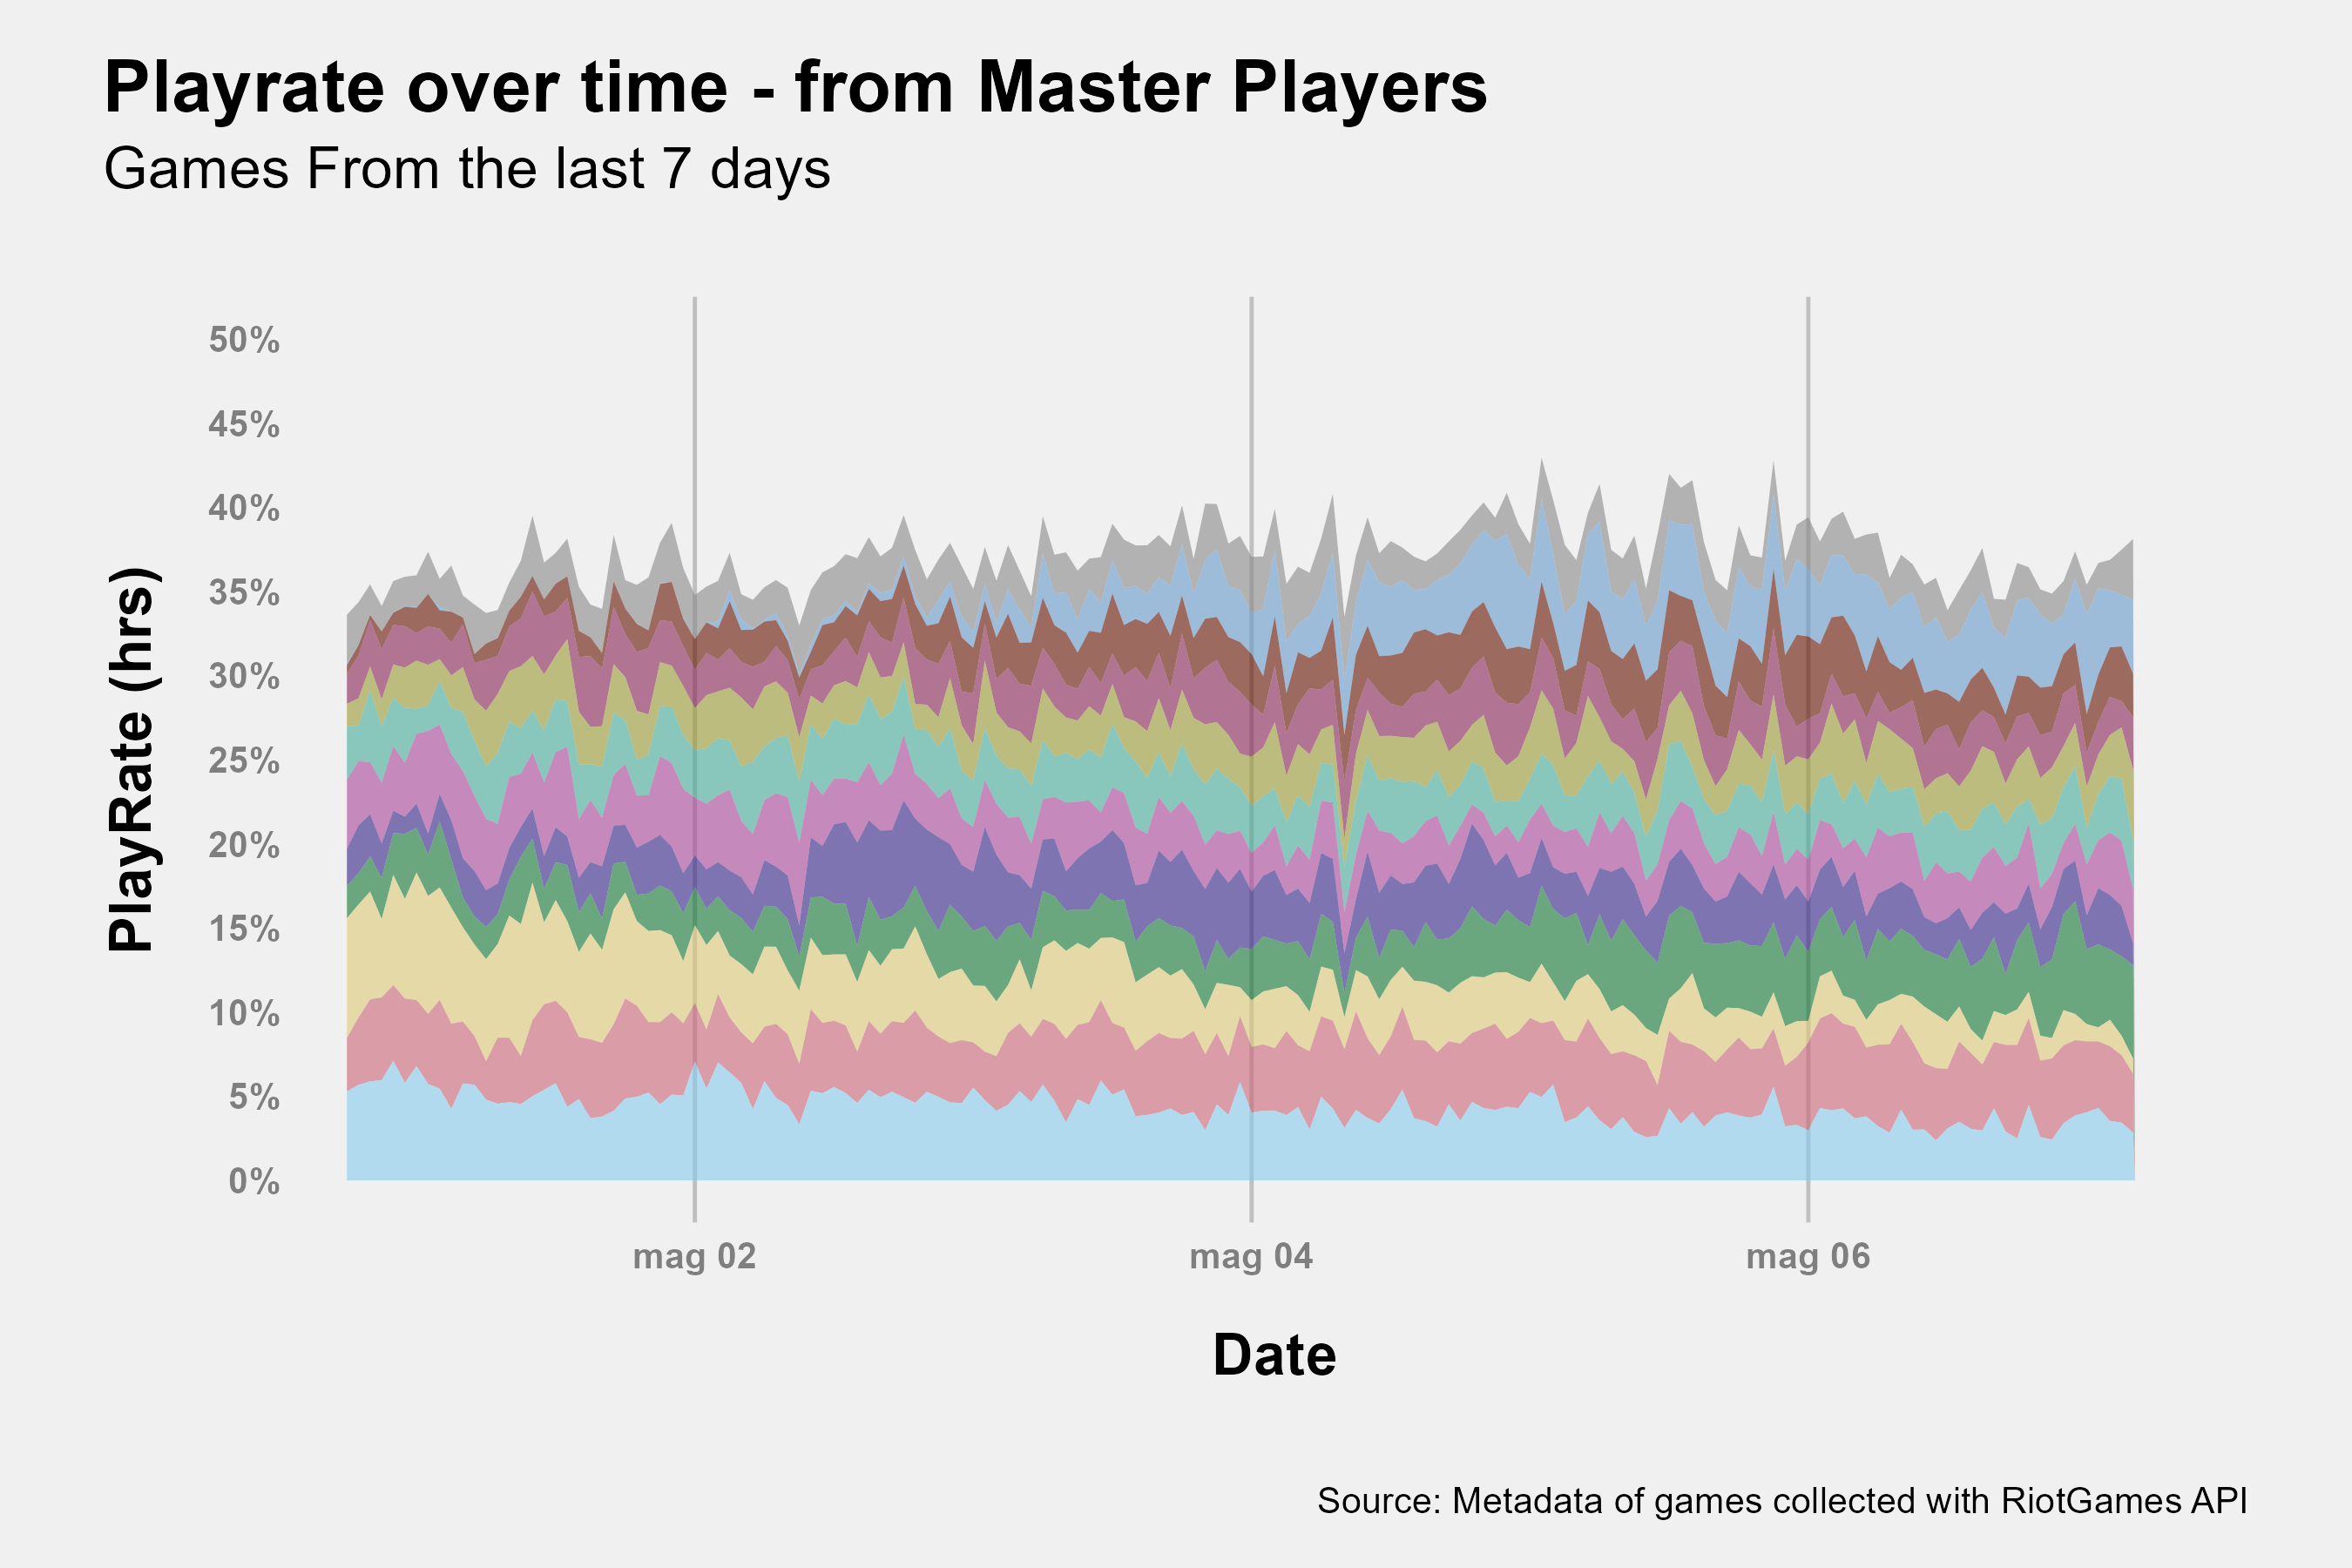 Playrate over time - from Master Players
Games From the last 7 days
PlayRate (hrs)
50%
45%
40%
35%
30%
25%
20%
15%
10%
5%
0%
mag 02
mag 04
mag 06
Date
Source: Metadata of games collected with RiotGames API